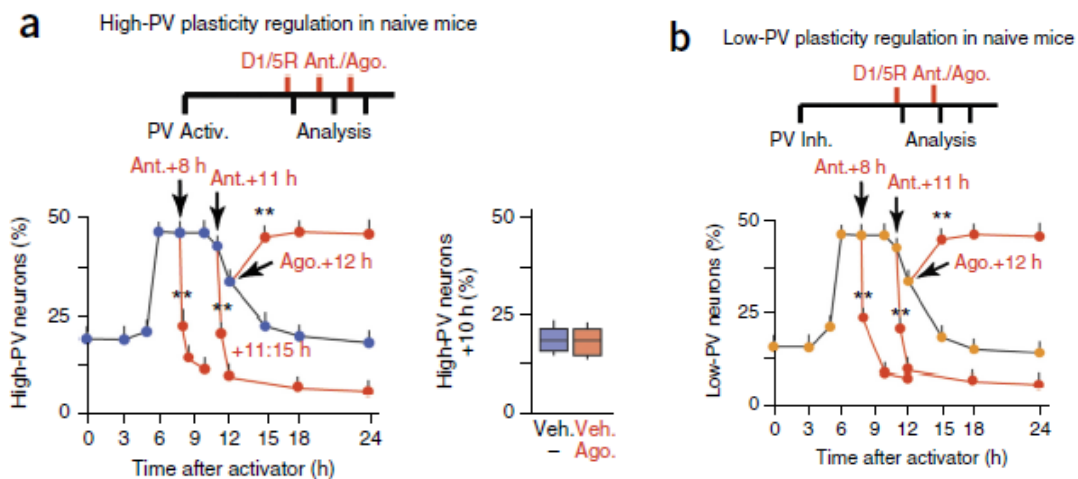 a
High-PV plasticity regulation in naive mice
D1/5R Ant./Ago.
PV Activ.
Analysis
Ant.+8 h
Ant.+11 h
**
Ago.+12 h
**
**
+11:15 h
High-PV neurons (%)
50
25
0
0 3 6 9 12 15 18 24
Time after activator (h)
High-PV neurons
+10 h (%)
50
25
0
Veh. Veh.
– Ago.
b
Low-PV plasticity regulation in naive mice
D1/5R Ant./Ago.
PV Inh.
Analysis
Ant.+8 h
Ant.+11 h
**
Ago.+12 h
**
**
Low-PV neurons (%)
50
25
0
0 3 6 9 12 15 18 24
Time after activator (h)